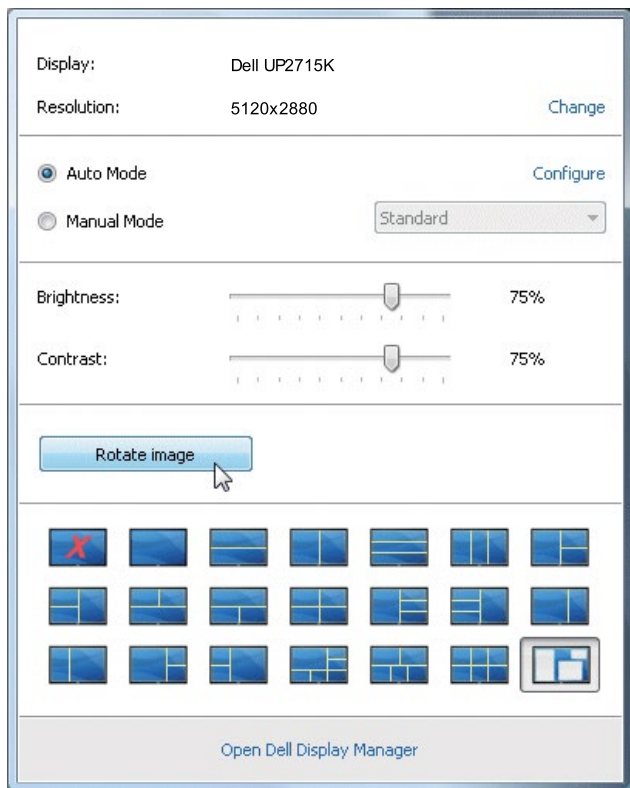 Display: Dell UP2715K
Resolution: 5120x2880 Change
Auto Mode Configure
Manual Mode Standard
Brightness: 75%
Contrast: 75%
Rotate image
X
Open Dell Display Manager